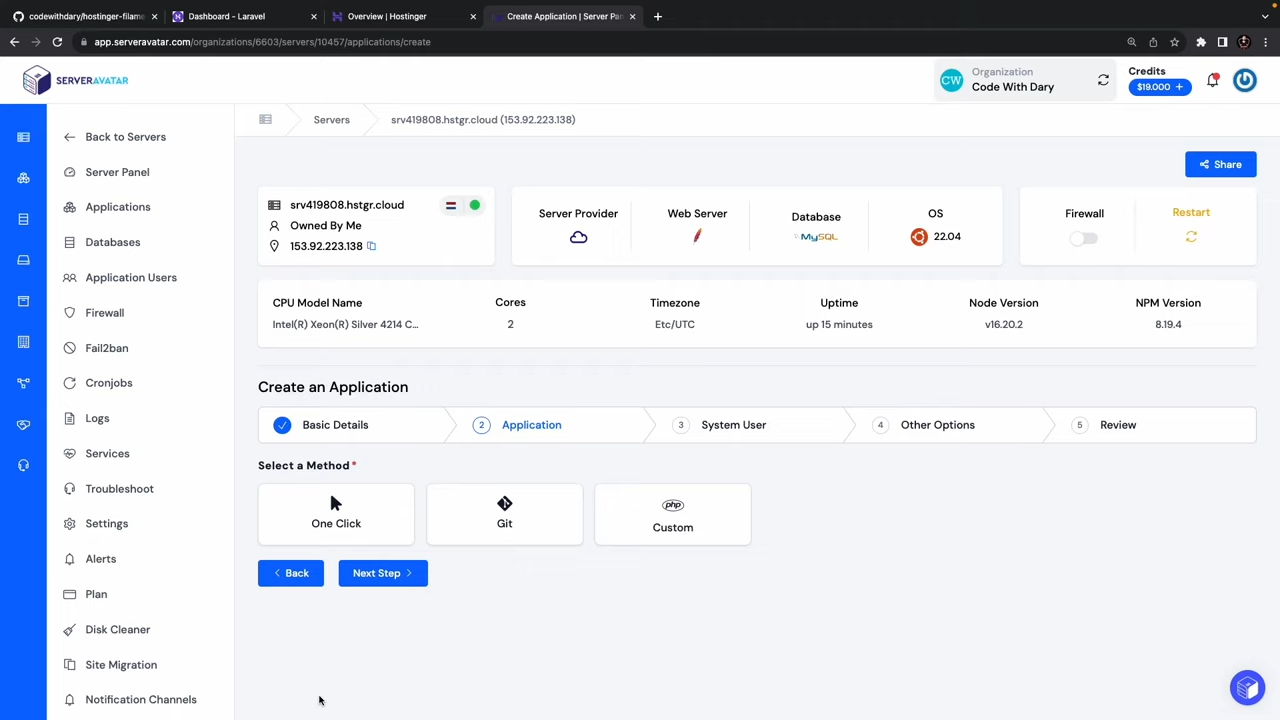 codewithdary/hostinger-filame
Dashboard - Laravel
Overview | Hostinger
Create Application | Server Pan
app.serveravatar.com/organizations/6603/servers/10457/applications/create
SERVERAVATAR
CW
Organization
Code With Dary
Credits
$19.000 +
Back to Servers
Server Panel
Applications
Databases
Application Users
Firewall
Fail2ban
Cronjobs
Logs
Services
Troubleshoot
Settings
Alerts
Plan
Disk Cleaner
Site Migration
Notification Channels
Servers
srv419808.hstgr.cloud (153.92.223.138)
Share
srv419808.hstgr.cloud
Owned By Me
153.92.223.138
Server Provider
Web Server
Database
MySQL
OS
22.04
Firewall
Restart
CPU Model Name
Intel(R) Xeon(R) Silver 4214 C...
Cores
2
Timezone
Etc/UTC
Uptime
up 15 minutes
Node Version
v16.20.2
NPM Version
8.19.4
Create an Application
Basic Details
2 Application
3 System User
4 Other Options
5 Review
Select a Method*
One Click
Git
php
Custom
Back
Next Step